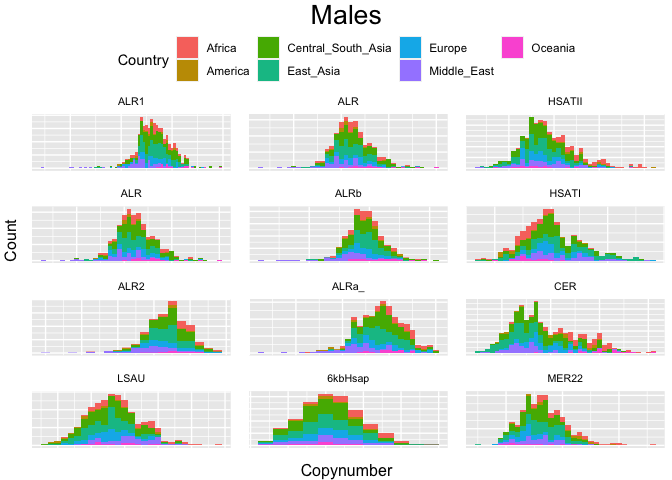 Males
Country
Africa
Central_South_Asia
Europe
Oceania
America
East_Asia
Middle_East
ALR1
ALR
HSATII
ALR
ALRb
HSATI
ALR2
ALRa_
CER
LSAU
6kbHsap
MER22
Count
Copynumber